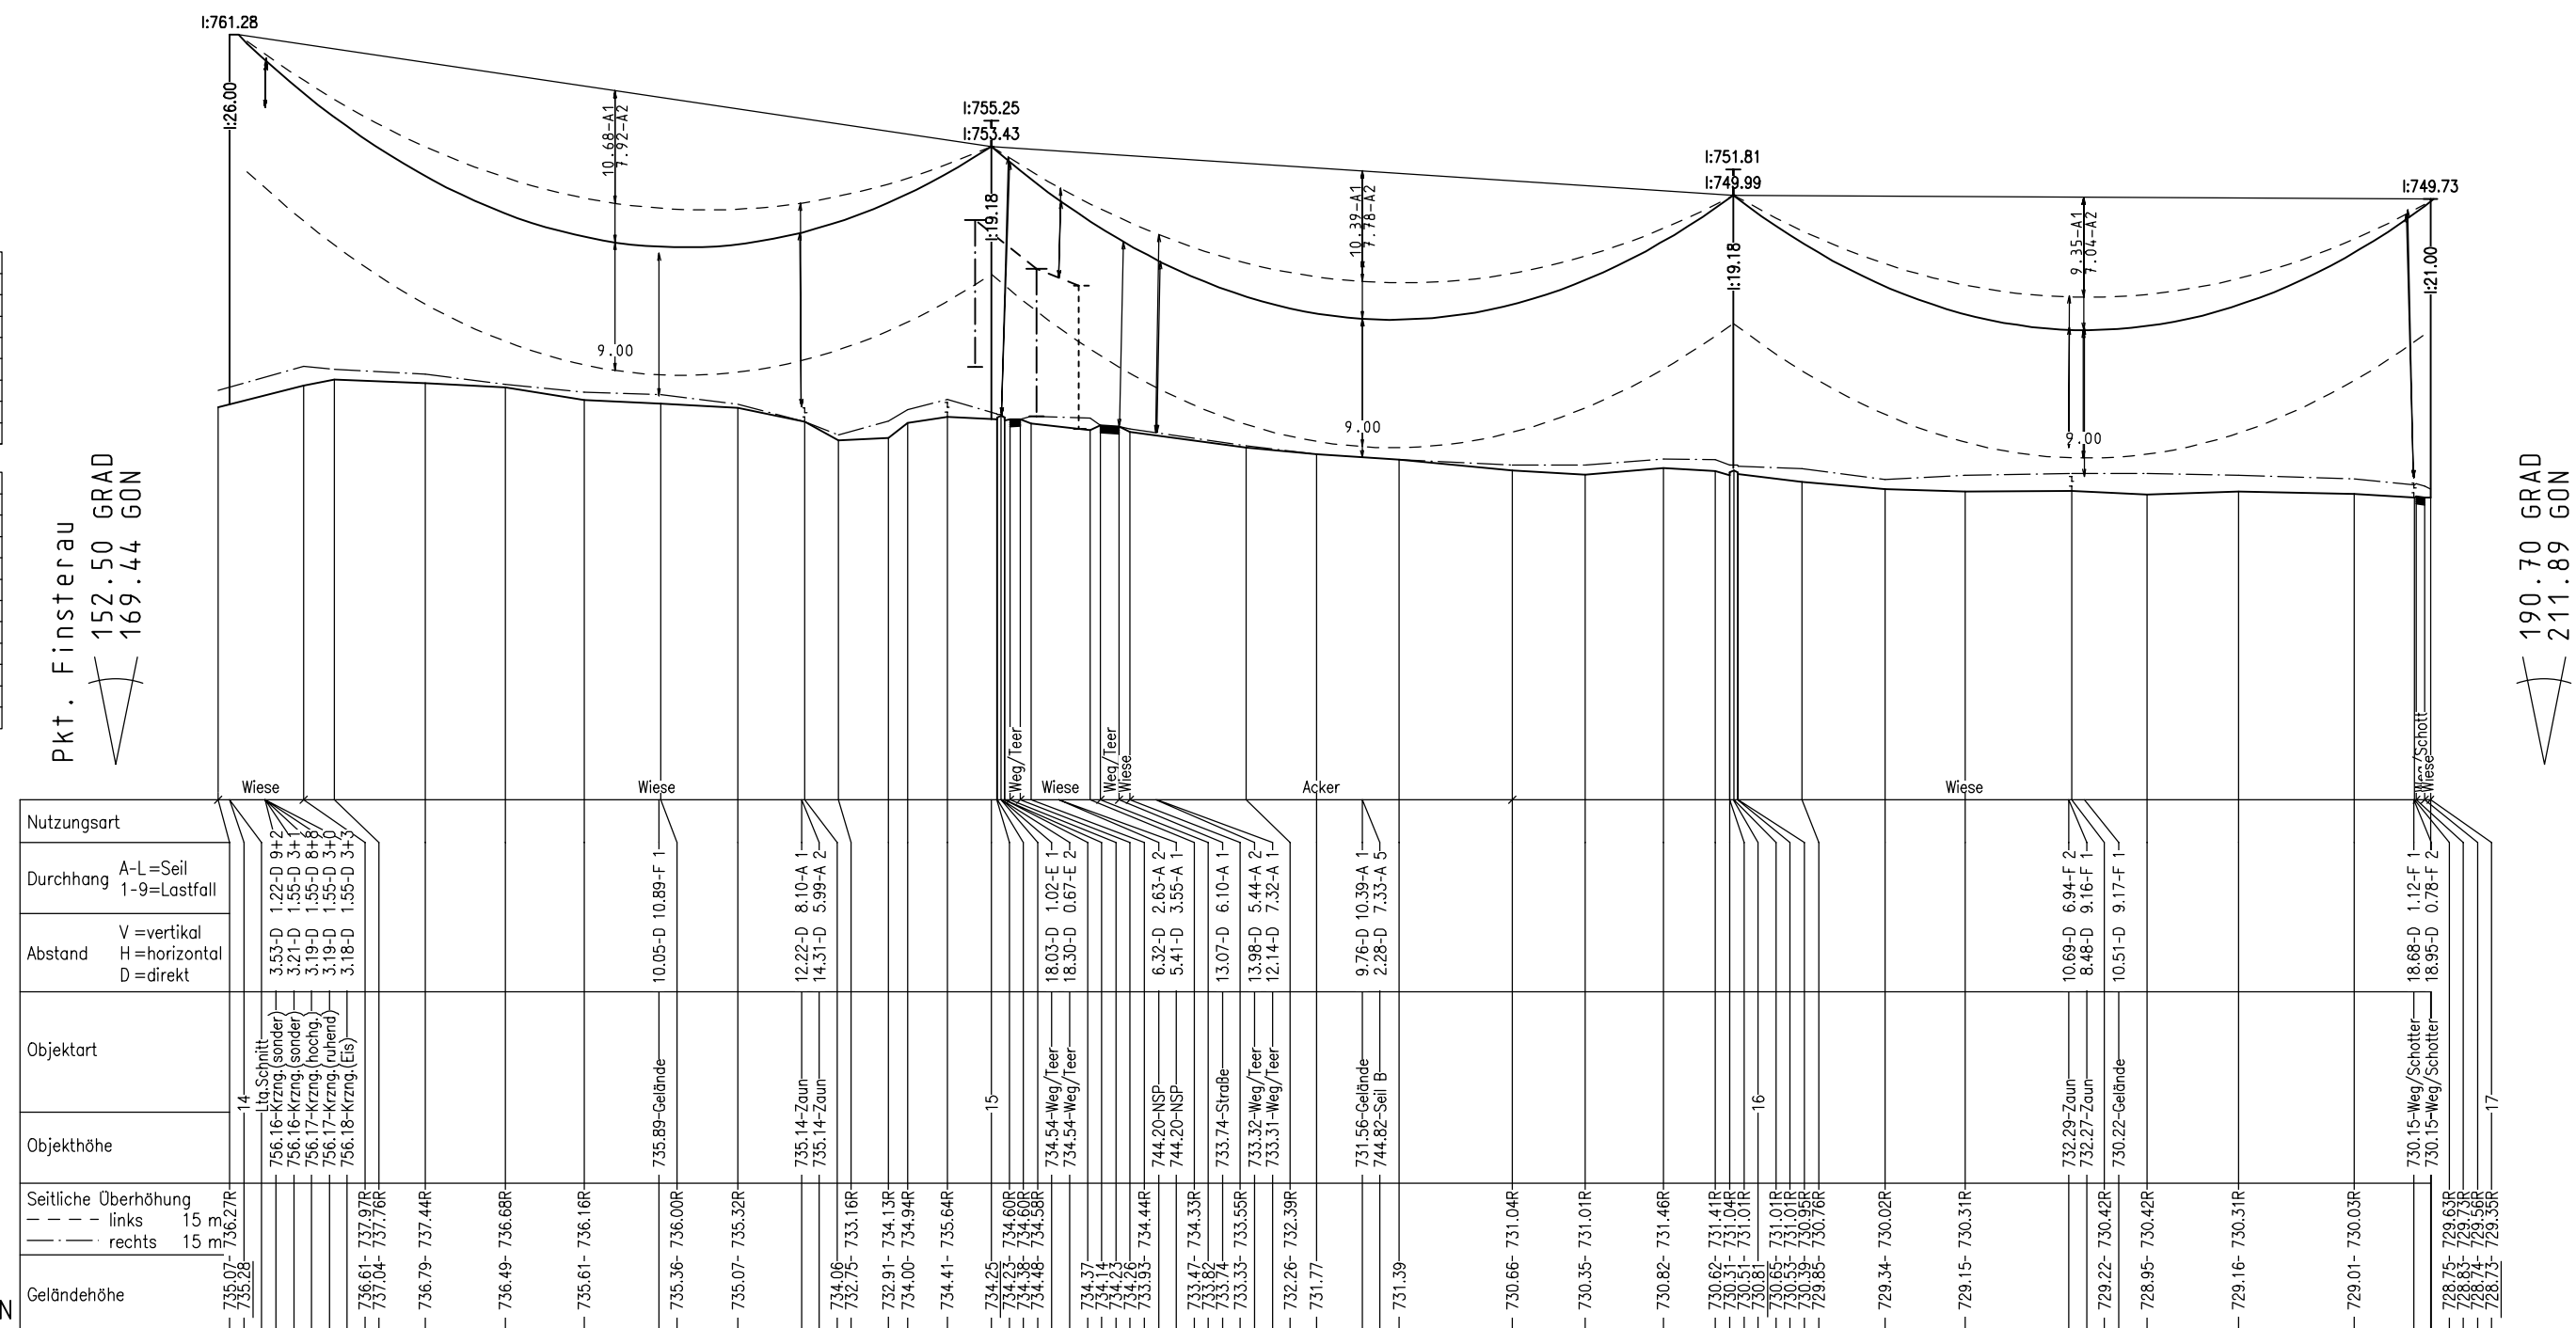 I:761.28
I:26.00
10.68-A1
7.92-A2
9.00
I:755.25
I:753.43
I:19.18
10.39-A1
7.78-A2
9.00
I:751.81
I:749.99
I:19.18
9.35-A1
7.04-A2
9.00
I:749.73
I:21.00
Pkt. Finsterau
152.50 GRAD
169.44 GON
190.70 GRAD
211.89 GON
Wiese
Wiese
Weg/Teer
Wiese
Weg/Teer
Wiese
Acker
Wiese
Weg/Schott
Wiese
Nutzungsart
Durchhang
A-L=Seil
1-9=Lastfall
3.53-D 1.22-D 9+2
3.21-D 1.55-D 3+1
3.19-D 1.55-D 8+8
3.19-D 1.55-D 3+0
3.18-D 1.55-D 3+3
10.05-D 10.89-F 1
12.22-D 8.10-A 1
14.31-D 5.99-A 2
18.03-D 1.02-E 1
18.30-D 0.67-E 2
6.32-D 2.63-A 2
5.41-D 3.55-A 1
13.07-D 6.10-A 1
13.98-D 5.44-A 2
12.14-D 7.32-A 1
9.76-D 10.39-A 1
2.28-D 7.33-A 5
10.69-D 6.94-F 2
8.48-D 9.16-F 1
10.51-D 9.17-F 1
18.68-D 1.12-F 1
18.95-D 0.78-F 2
Abstand
V =vertikal
H =horizontal
D =direkt
Objektart
Objekthöhe
14
Ltg.Schnitt
756.16-Krzng.(sonder)
756.16-Krzng.(sonder)
756.17-Krzng.(hochg.)
756.17-Krzng.(ruhend)
756.18-Krzng.(Eis)
735.89-Gelände
735.14-Zaun
735.14-Zaun
15
734.54-Weg/Teer
734.54-Weg/Teer
744.20-NSP
744.20-NSP
733.74-Straße
733.32-Weg/Teer
733.31-Weg/Teer
731.56-Gelände
744.82-Seil B
16
732.29-Zaun
732.27-Zaun
730.22-Gelände
730.15-Weg/Schotter
730.15-Weg/Schotter
17
Seitliche Überhöhung
links 15 m
rechts 15 m
Geländehöhe
735.07- 736.27R
735.28
736.61- 737.97R
737.04- 737.76R
736.79- 737.44R
736.49- 736.68R
735.61- 736.16R
735.36- 736.00R
735.07- 735.32R
734.06
732.75- 733.16R
732.91- 734.13R
734.00- 734.94R
734.41- 735.64R
734.25
734.23- 734.60R
734.38- 734.60R
734.48- 734.58R
734.37
734.14
734.23
734.26
733.93- 734.44R
733.47- 734.33R
733.82
733.74
733.33- 733.55R
732.26- 732.39R
731.77
731.39
730.66- 731.04R
730.35- 731.01R
730.82- 731.46R
730.62- 731.41R
730.31- 731.04R
730.51- 731.01R
730.81
730.65- 731.01R
730.53- 731.01R
730.39- 730.95R
729.85- 730.76R
729.34- 730.02R
729.15- 730.31R
729.22- 730.42R
728.95- 730.42R
729.16- 730.31R
729.01- 730.03R
728.75- 729.63R
728.83- 729.73R
728.74- 729.56R
728.73- 729.35R
N